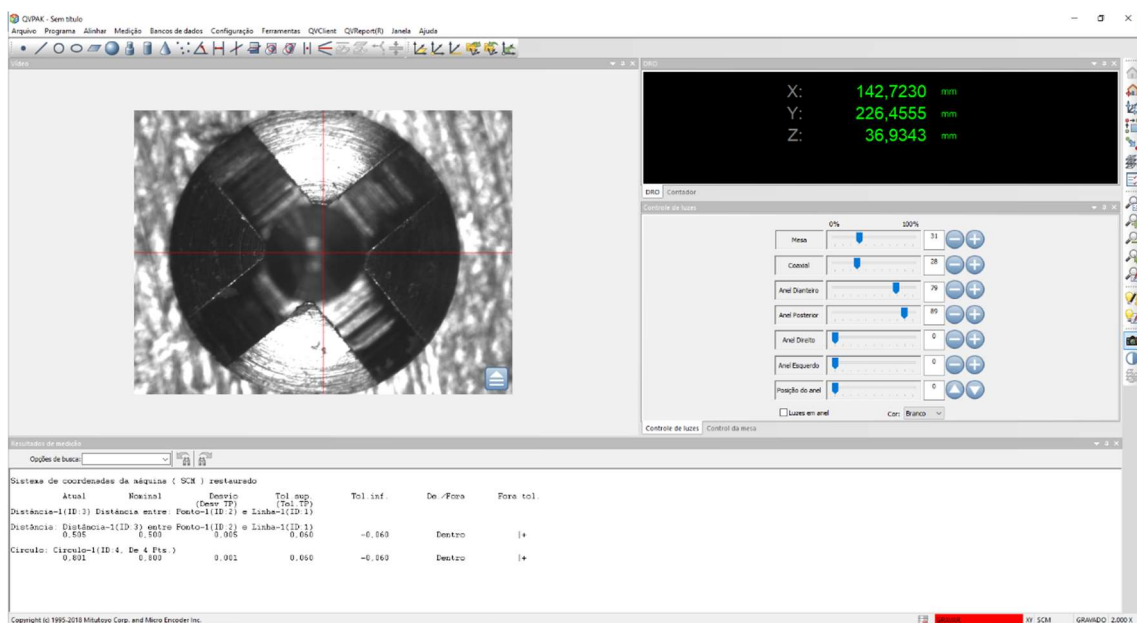 QVPAK - Sem título
Arquivo Programa Alinhar Medição Bancos de dados Configuração Ferramentas QVClient QVReport(R) Janela Ajuda
Vídeo
DRO
X: 142,7230 mm
Y: 226,4555 mm
Z: 36,9343 mm
DRO Contador
Controle de luzes
0% 100%
Mesa 31
Coaxial 28
Anel Dianteiro 79
Anel Posterior 89
Anel Direito 0
Anel Esquerdo 0
Posição do anel 0
Luzes em anel Cor: Branco
Controle de luzes Control da mesa
Resultados de medição
Opções de busca:
Sistema de coordenadas da máquina ( SCM ) restaurado
Atual Nominal Desvio Tol sup. Tol.inf. De /Fora Fora tol.
(Desv TP) (Tol.TP)
Distância-1(ID:3) Distância entre: Ponto-1(ID:2) e Linha-1(ID:1)
Distância: Distância-1(ID:3) entre Ponto-1(ID:2) e Linha-1(ID:1)
0,505 0,500 0,005 0,060 -0,060 Dentro |+
Círculo: Círculo-1(ID:4, De 4 Pts.)
0,801 0,800 0,001 0,060 -0,060 Dentro |+
Copyright (c) 1995-2018 Mitutoyo Corp. and Micro Encoder Inc.
XY SCM GRAVADO 2.000 X